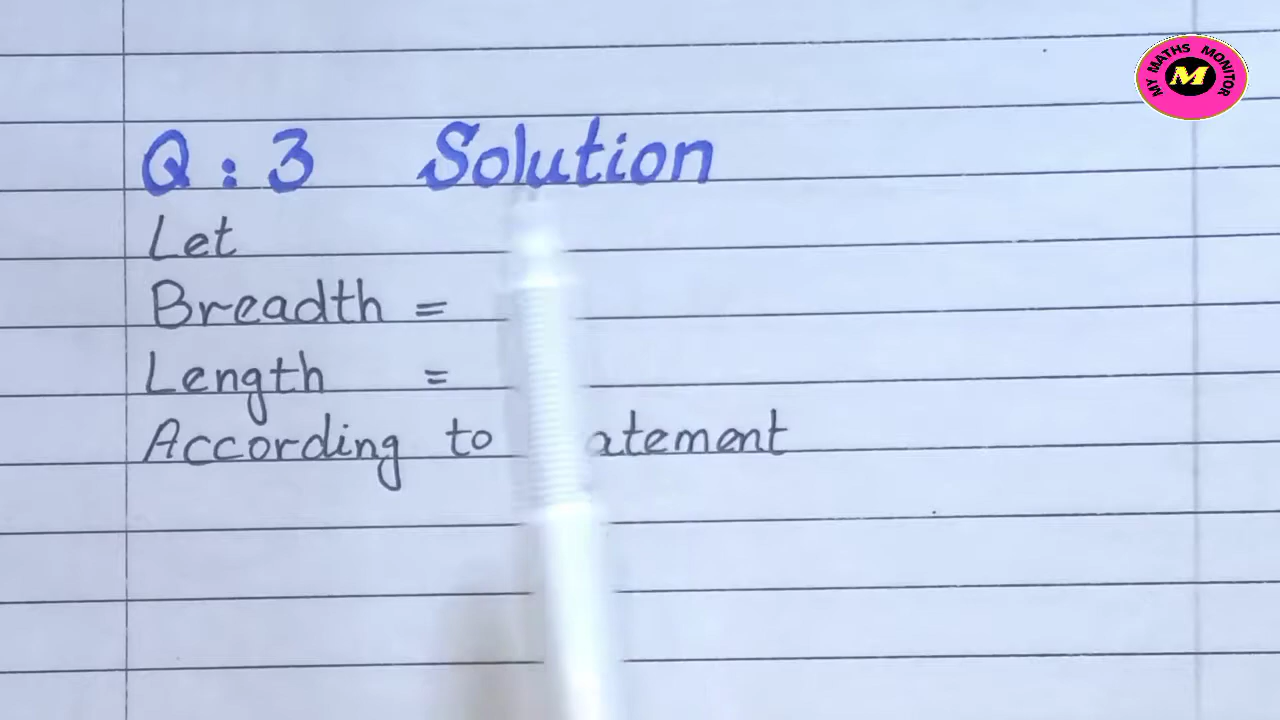 MY MATHS MONITOR
M
Q : 3 Solution
Let
Breadth =
Length =
According to atement